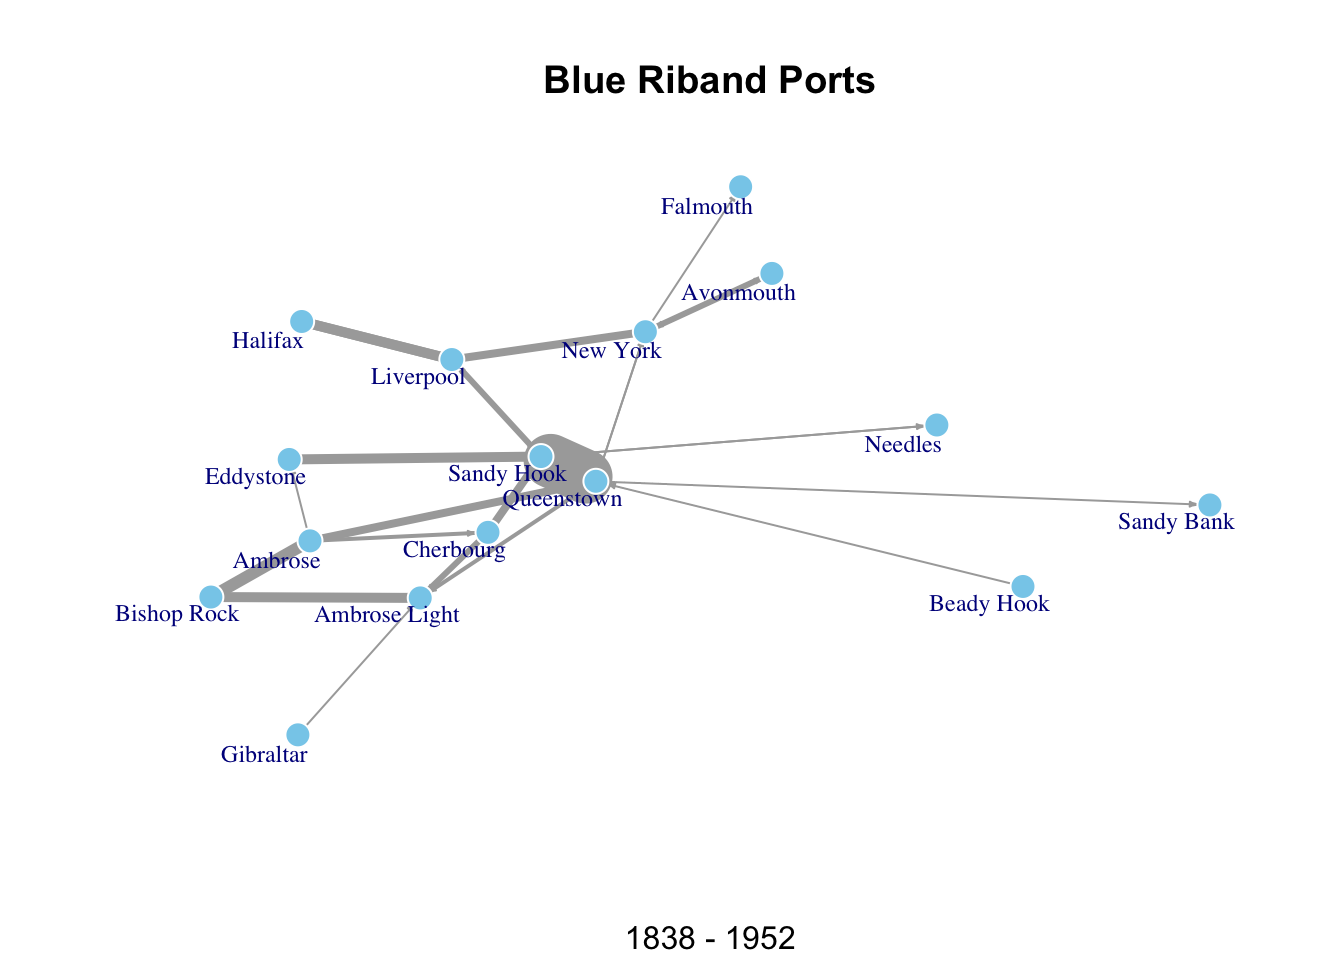 Blue Riband Ports
Falmouth
Avonmouth
Halifax
New York
Liverpool
Needles
Eddystone
Sandy Hook
Queenstown
Sandy Bank
Cherbourg
Ambrose
Beady Hook
Bishop Rock
Ambrose Light
Gibraltar
1838 - 1952